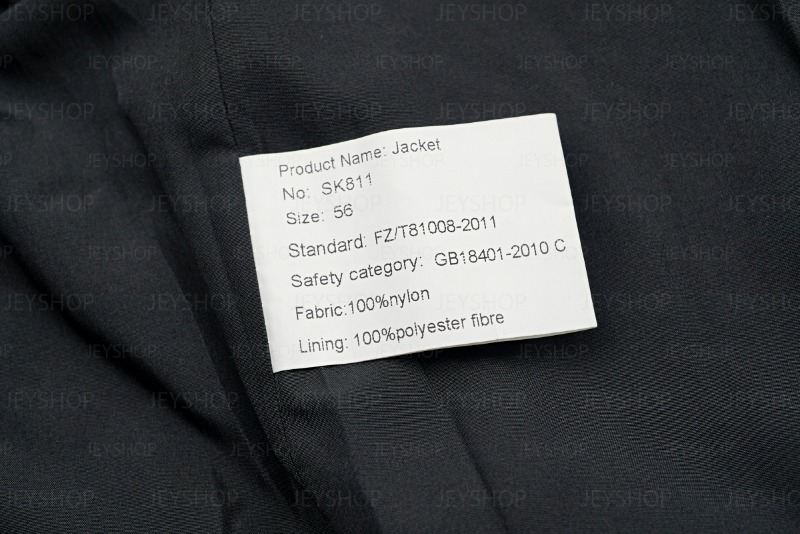 Product Name: Jacket
No: SK811
Size: 56
Standard: FZ/T81008-2011
Safety category: GB18401-2010 C
Fabric:100%nylon
Lining: 100%polyester fibre
JEYSHOP